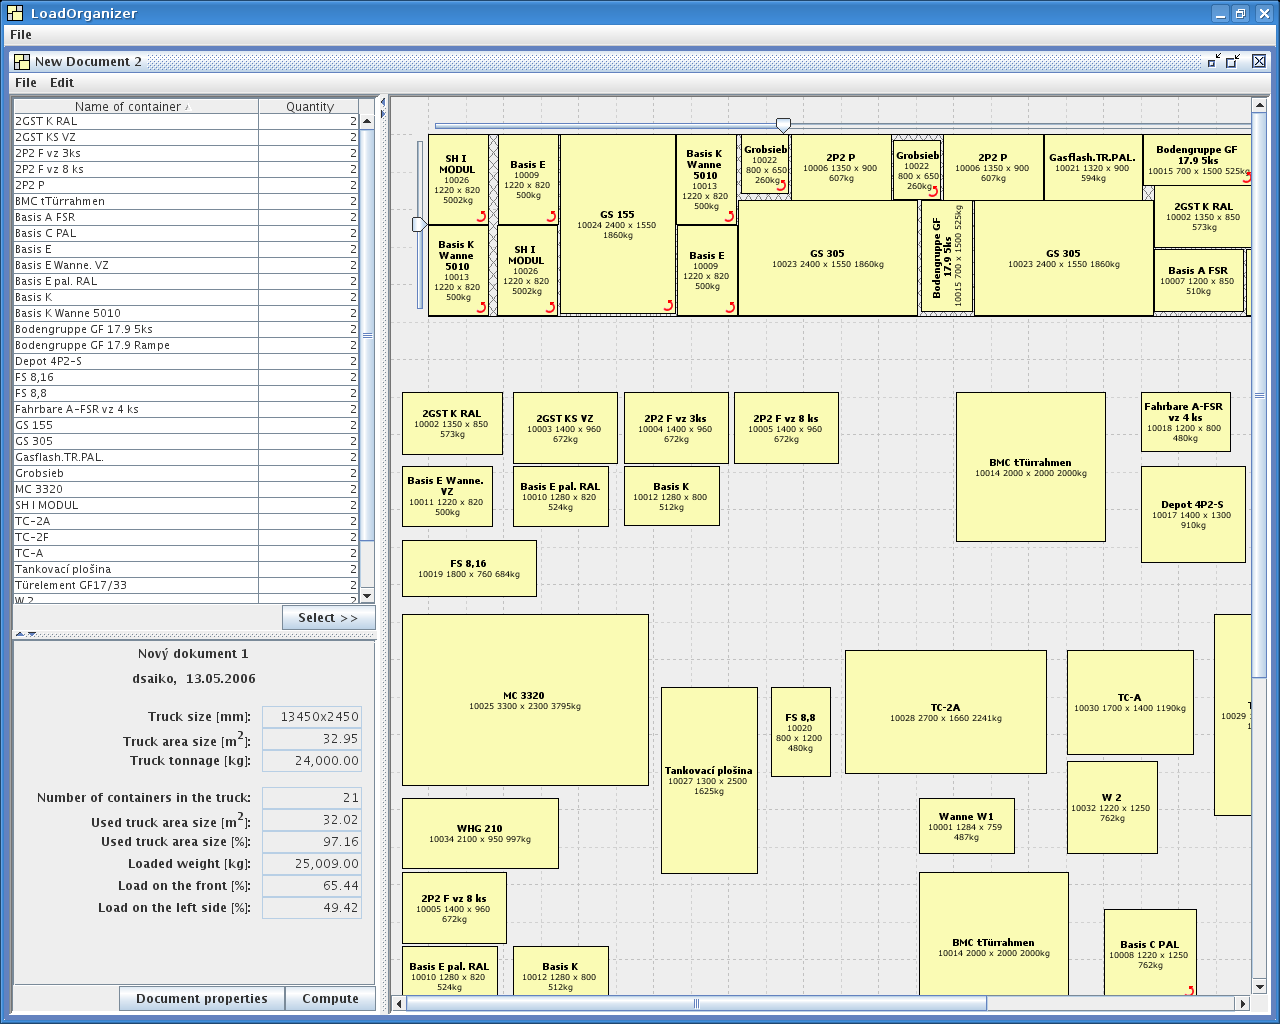 LoadOrganizer
File
New Document 2
File Edit
Name of container Quantity
2GST K RAL 2
2GST KS VZ 2
2P2 F vz 3ks 2
2P2 F vz 8 ks 2
2P2 P 2
BMC tTürrahmen 2
Basis A FSR 2
Basis C PAL 2
Basis E 2
Basis E Wanne. VZ 2
Basis E pal. RAL 2
Basis K 2
Basis K Wanne 5010 2
Bodengruppe GF 17.9 5ks 2
Bodengruppe GF 17.9 Rampe 2
Depot 4P2-S 2
FS 8,16 2
FS 8,8 2
Fahrbare A-FSR vz 4 ks 2
GS 155 2
GS 305 2
Gasflash.TR.PAL. 2
Grobsieb 2
MC 3320 2
SH I MODUL 2
TC-2A 2
TC-2F 2
TC-A 2
Tankovací plošina 2
Türelement GF17/33 2
W 2 2
Select >>
Nový dokument 1
dsaiko, 13.05.2006
Truck size [mm]: 13450x2450
Truck area size [m2]: 32.95
Truck tonnage [kg]: 24,000.00
Number of containers in the truck: 21
Used truck area size [m2]: 32.02
Used truck area size [%]: 97.16
Loaded weight [kg]: 25,009.00
Load on the front [%]: 65.44
Load on the left side [%]: 49.42
Document properties Compute
SH I
MODUL
10026
1220 x 820
5002kg
Basis E
10009
1220 x 820
500kg
GS 155
10024 2400 x 1550
1860kg
Basis K
Wanne
5010
10013
1220 x 820
500kg
Grobsieb
10022
800 x 650
260kg
2P2 P
10006 1350 x 900
607kg
Grobsieb
10022
800 x 650
260kg
2P2 P
10006 1350 x 900
607kg
Gasflash.TR.PAL.
10021 1320 x 900
594kg
Bodengruppe GF
17.9 5ks
10015 700 x 1500 525kg
2GST K RAL
10002 1350 x 850
573kg
Basis K
Wanne
5010
10013
1220 x 820
500kg
SH I
MODUL
10026
1220 x 820
5002kg
Basis E
10009
1220 x 820
500kg
GS 305
10023 2400 x 1550 1860kg
Bodengruppe GF
17.9 5ks
10015 700 x 1500 525kg
GS 305
10023 2400 x 1550 1860kg
Basis A FSR
10007 1200 x 850
510kg
2GST K RAL
10002 1350 x 850
573kg
2GST KS VZ
10003 1400 x 960
672kg
2P2 F vz 3ks
10004 1400 x 960
672kg
2P2 F vz 8 ks
10005 1400 x 960
672kg
BMC tTürrahmen
10014 2000 x 2000 2000kg
Fahrbare A-FSR
vz 4 ks
10018 1200 x 800
480kg
Basis E Wanne.
VZ
10011 1220 x 820
500kg
Basis E pal. RAL
10010 1280 x 820
524kg
Basis K
10012 1280 x 800
512kg
Depot 4P2-S
10017 1400 x 1300
910kg
FS 8,16
10019 1800 x 760 684kg
MC 3320
10025 3300 x 2300 3795kg
Tankovací plošina
10027 1300 x 2500
1625kg
FS 8,8
10020
800 x 1200
480kg
TC-2A
10028 2700 x 1660 2241kg
TC-A
10030 1700 x 1400 1190kg
10029
WHG 210
10034 2100 x 950 997kg
Wanne W1
10001 1284 x 759
487kg
W 2
10032 1220 x 1250
762kg
2P2 F vz 8 ks
10005 1400 x 960
672kg
BMC tTürrahmen
10014 2000 x 2000 2000kg
Basis C PAL
10008 1220 x 1250
762kg
Basis E pal. RAL
10010 1280 x 820
524kg
Basis K
10012 1280 x 800
512kg